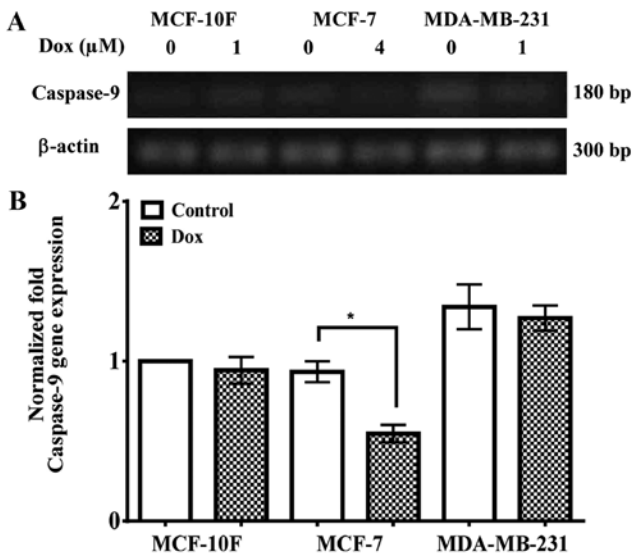 A
MCF-10F MCF-7 MDA-MB-231
Dox (µM) 0 1 0 4 0 1
Caspase-9 180 bp
β-actin 300 bp
B
Normalized fold
Caspase-9 gene expression
2
1
0
Control
Dox
*
MCF-10F MCF-7 MDA-MB-231